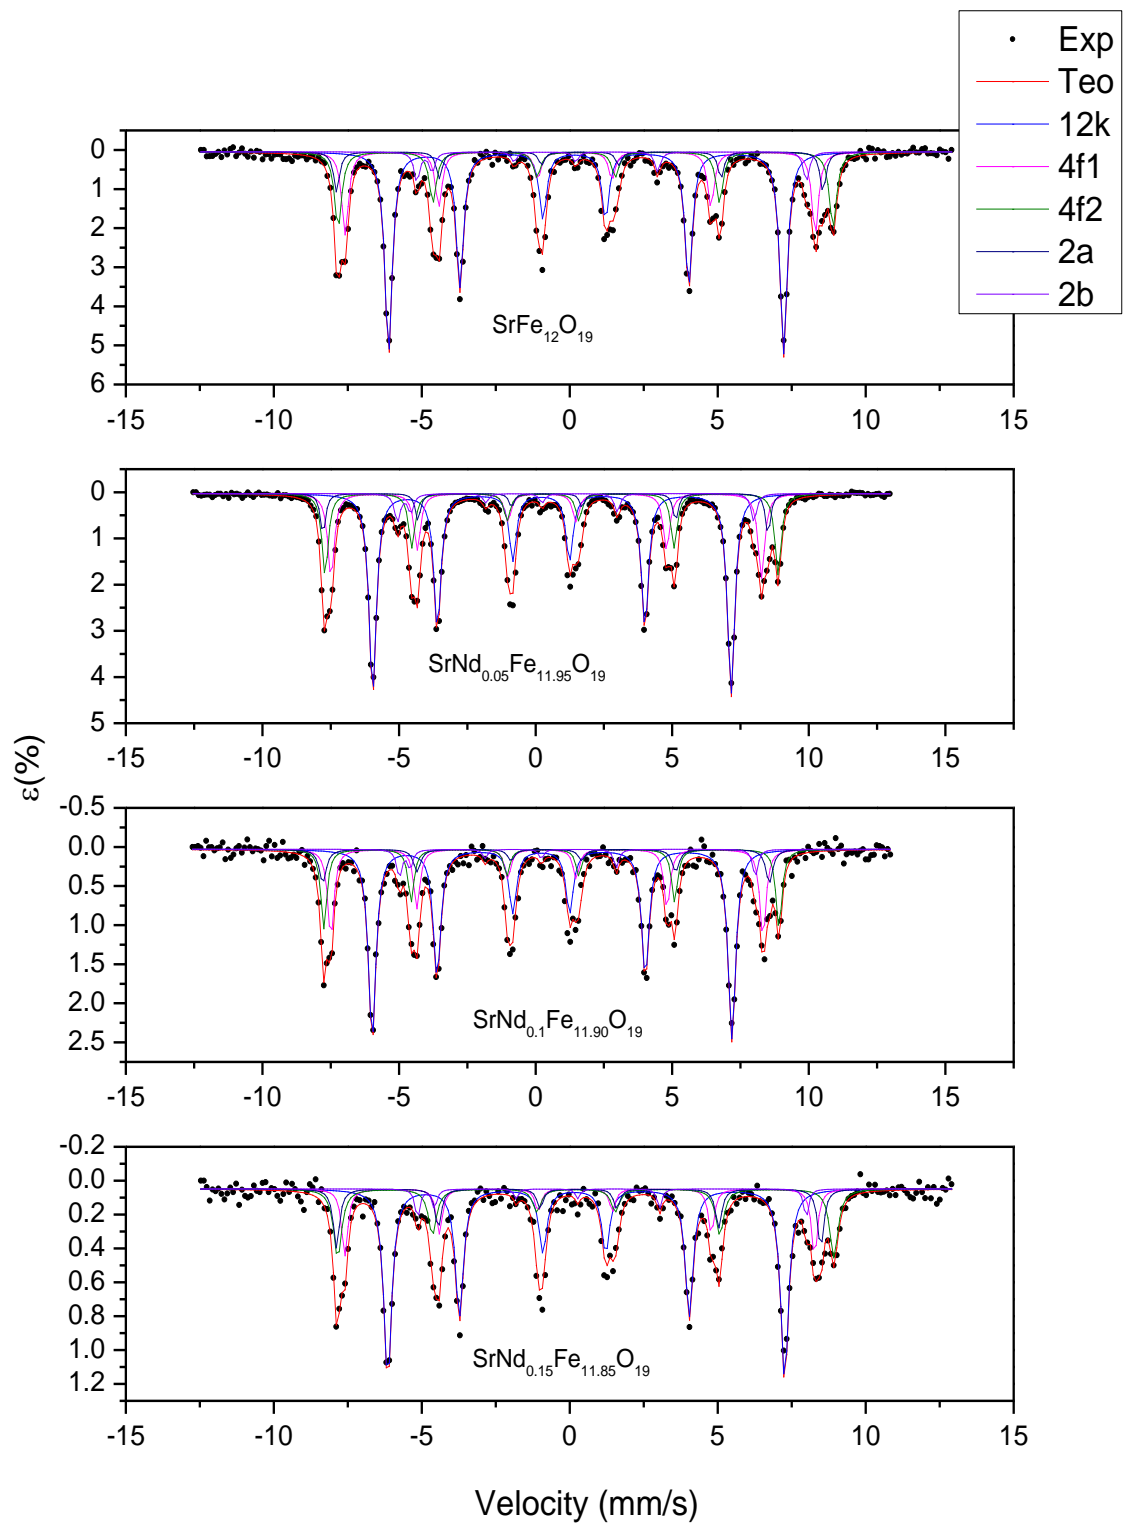 Exp
Teo
12k
4f1
4f2
2a
2b
0
1
2
3
4
5
6
SrFe12O19
-15 -10 -5 0 5 10 15
0
1
2
3
4
5
SrNd0.05Fe11.95O19
-15 -10 -5 0 5 10 15
ε(%)
-0.5
0.0
0.5
1.0
1.5
2.0
2.5
SrNd0.1Fe11.90O19
-15 -10 -5 0 5 10 15
-0.2
0.0
0.2
0.4
0.6
0.8
1.0
1.2
SrNd0.15Fe11.85O19
-15 -10 -5 0 5 10 15
Velocity (mm/s)